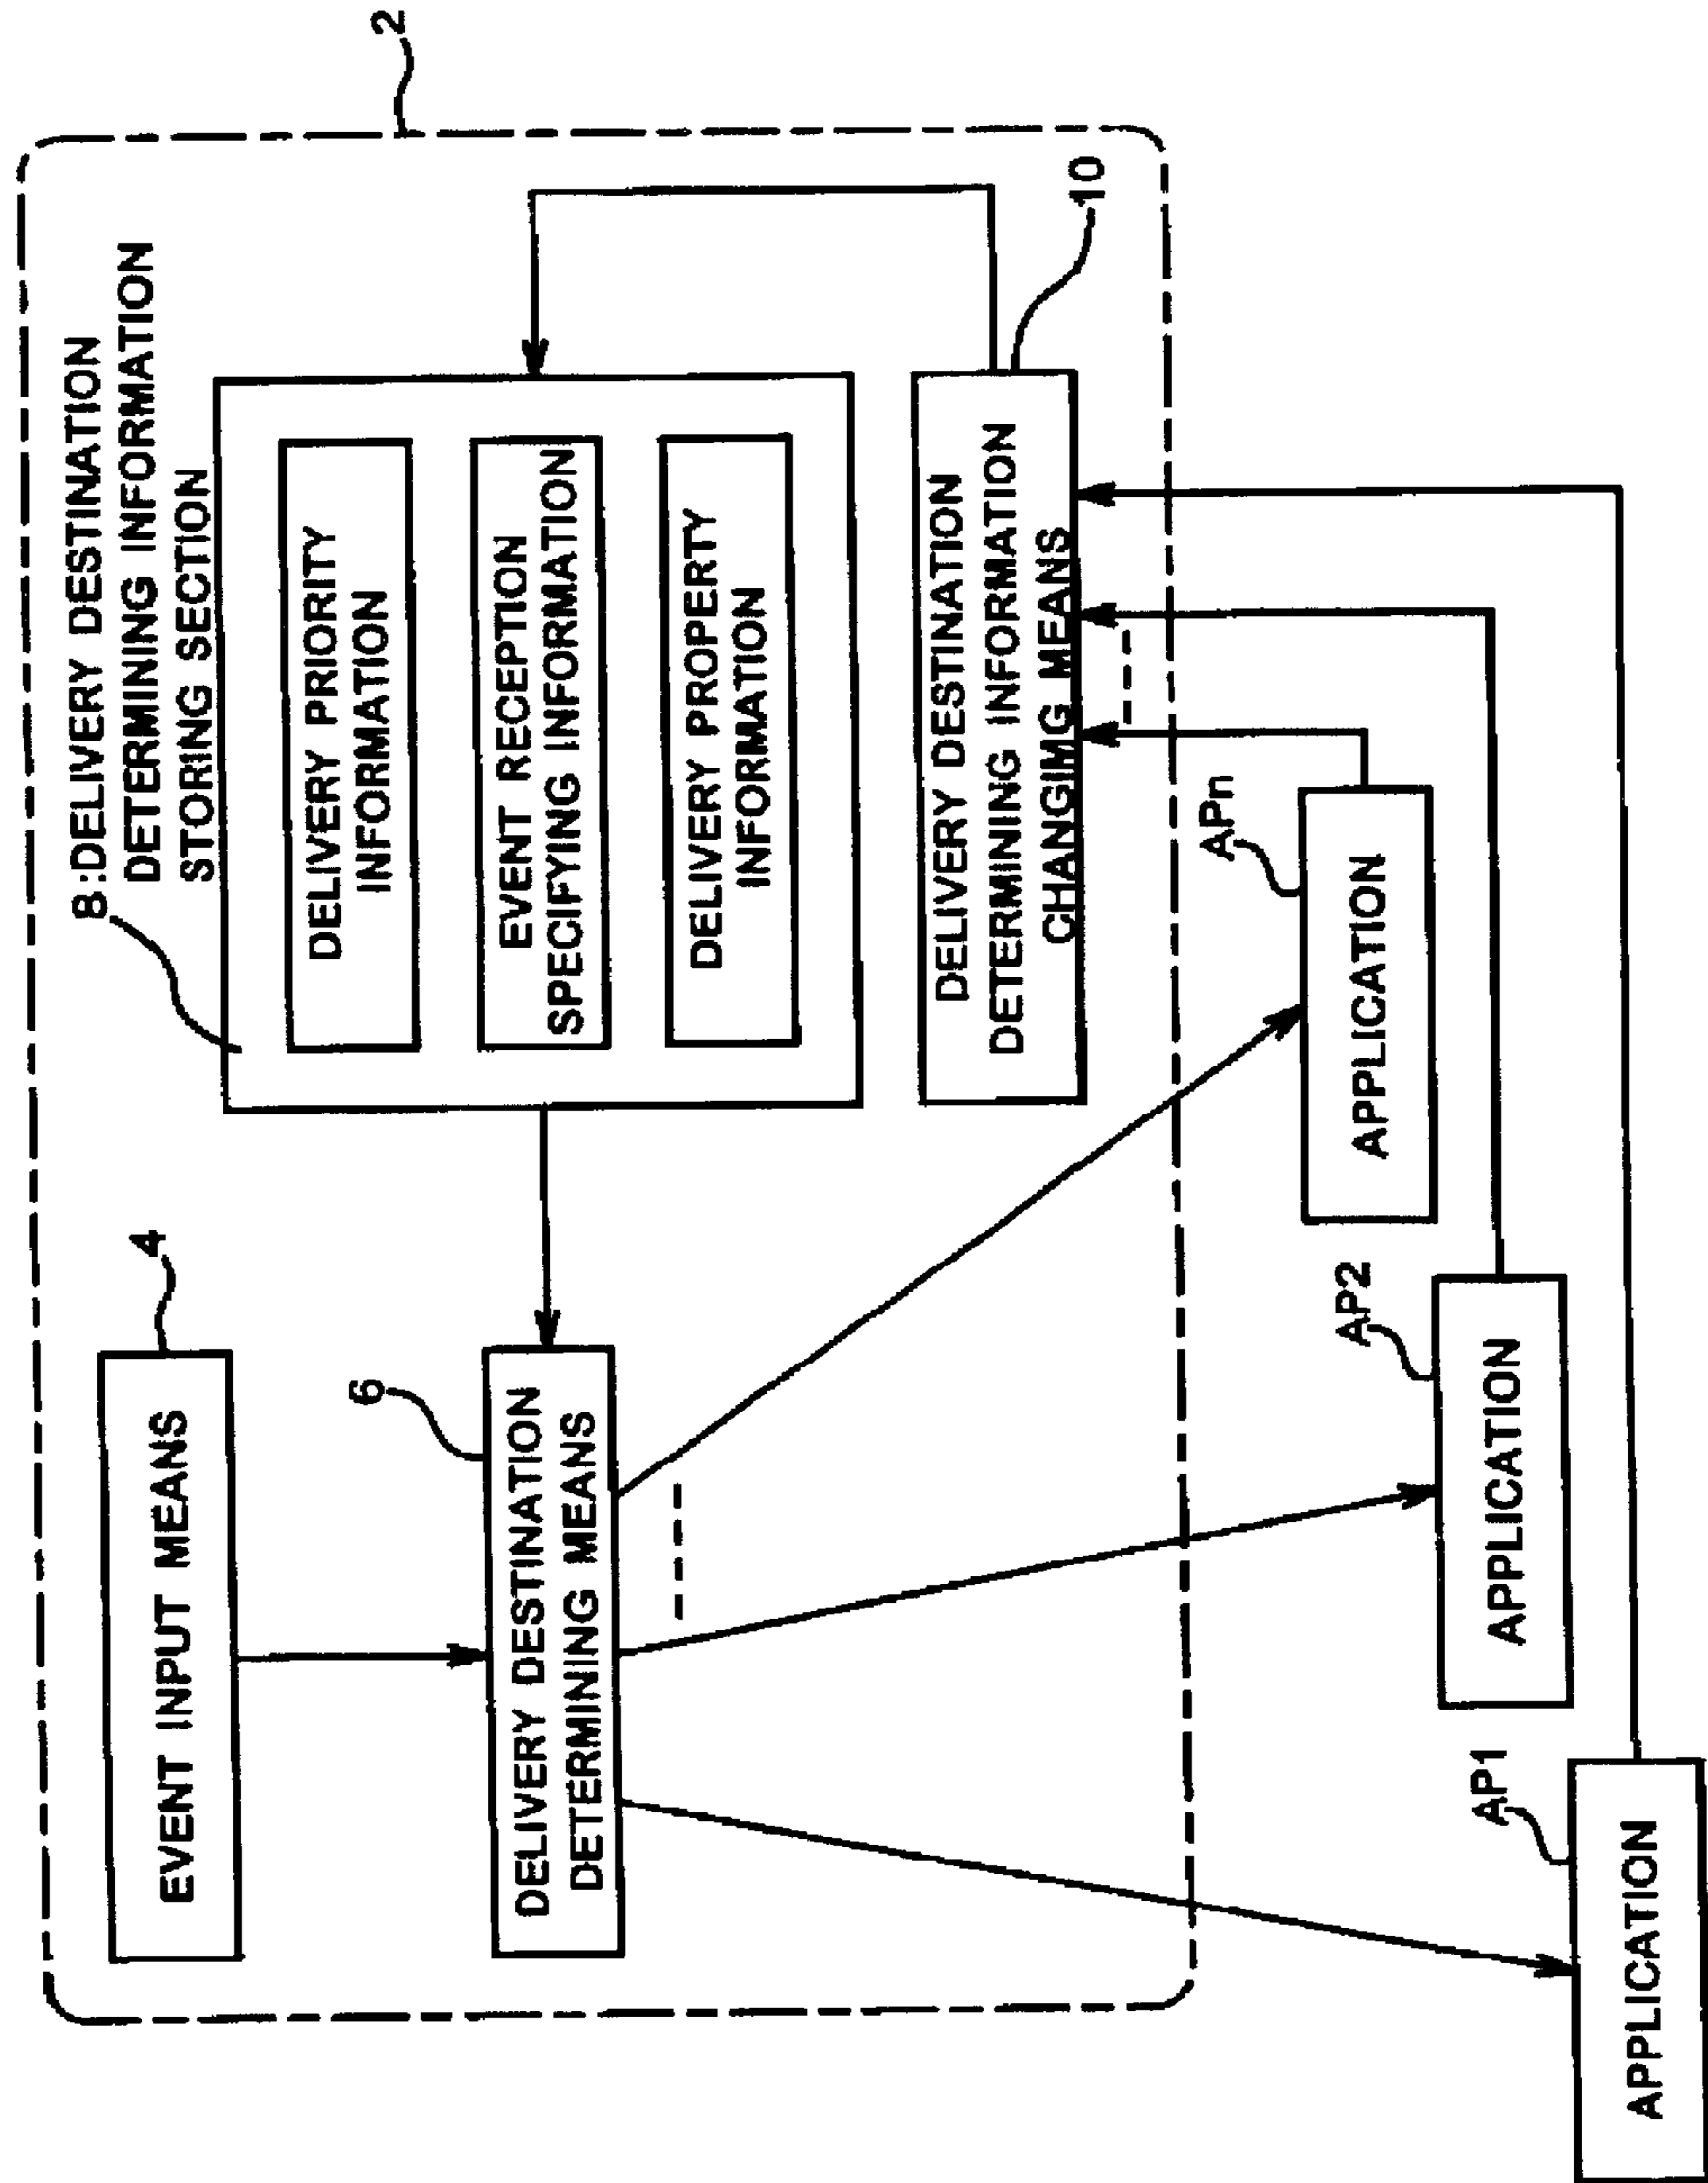 2
8:DELIVERY DESTINATION
DETERMINING INFORMATION
STORING SECTION
4
EVENT INPUT MEANS
DELIVERY PRIORITY
INFORMATION
EVENT RECEPTION
SPECIFYING INFORMATION
DELIVERY PROPERTY
INFORMATION
6
DELIVERY DESTINATION
DETERMINING MEANS
10
DELIVERY DESTINATION
DETERMINING INFORMATION
CHANGIMG MEANS
APn
APPLICATION
AP2
APPLICATION
AP1
APPLICATION